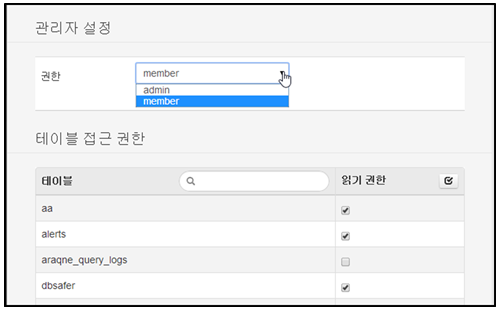 관리자 설정
권한 member
admin
member
테이블 접근 권한
테이블 읽기 권한
aa
alerts
araqne_query_logs
dbsafer